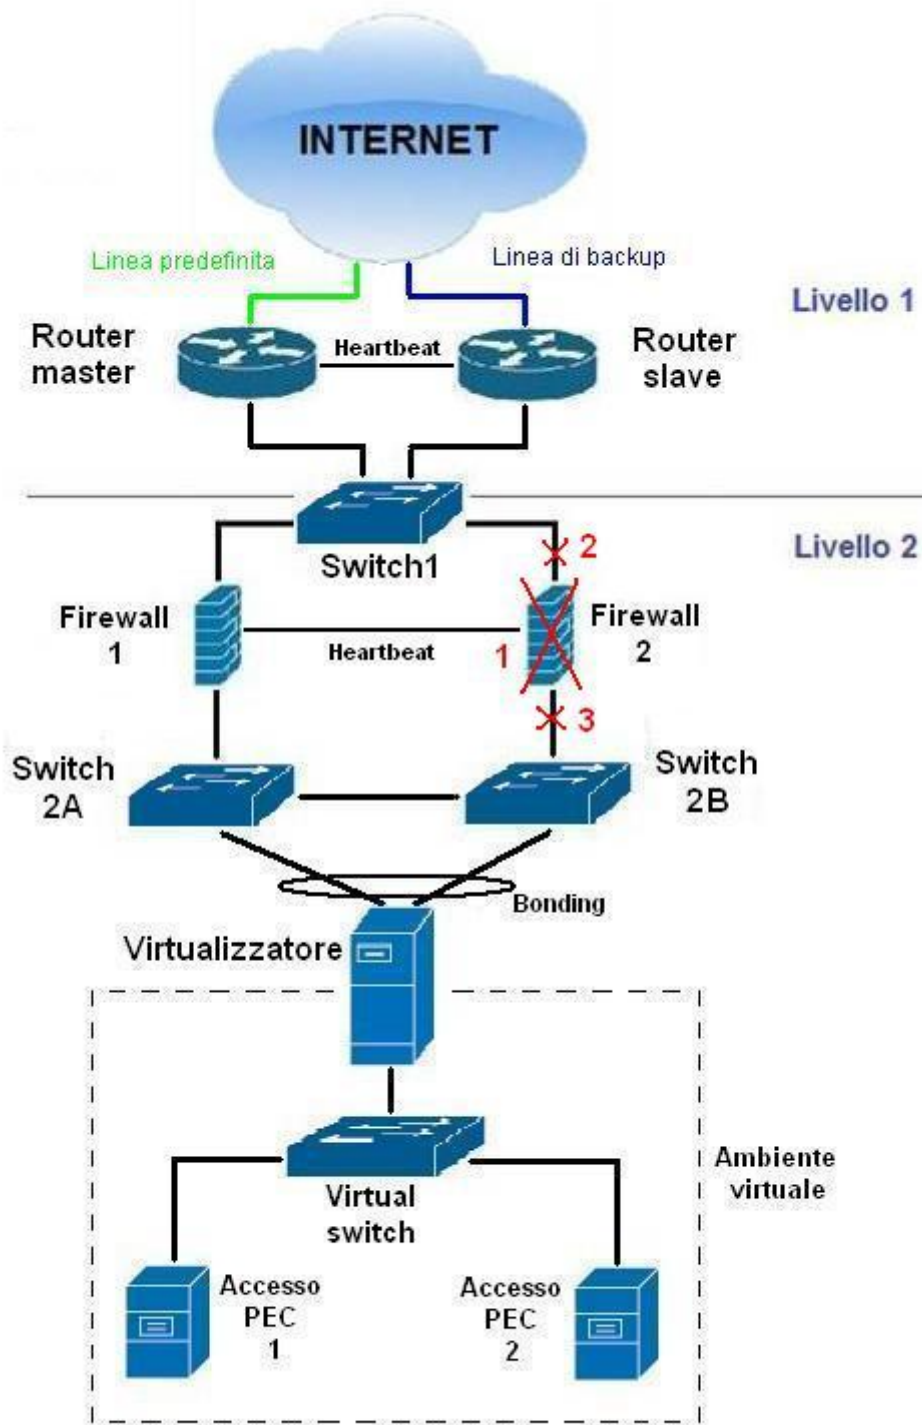 INTERNET
Linea predefinita
Linea di backup
Livello 1
Router
master
Heartbeat
Router
slave
Switch1
Livello 2
2
Firewall
1
Heartbeat
1
Firewall
2
3
Switch
2A
Switch
2B
Bonding
Virtualizzatore
Virtual
switch
Ambiente
virtuale
Accesso
PEC
1
Accesso
PEC
2